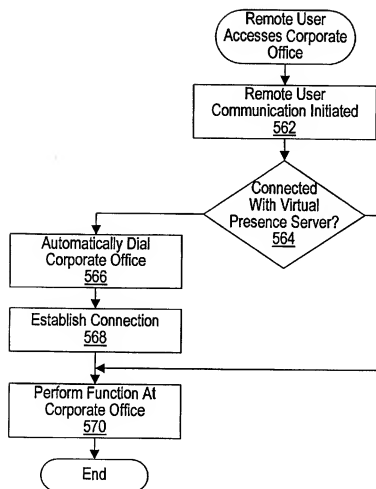 Remote User
Accesses Corporate
Office
Remote User
Communication Initiated
562
Connected
With Virtual
Presence Server?
564
Automatically Dial
Corporate Office
566
Establish Connection
568
Perform Function At
Corporate Office
570
End